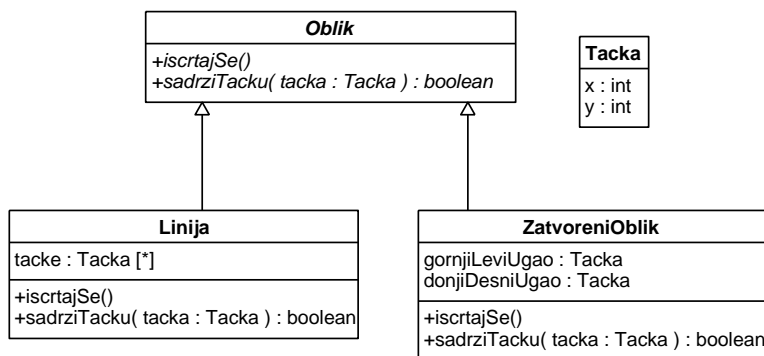 Oblik
+iscrtajSe()
+sadrziTacku( tacka : Tacka ) : boolean
Tacka
x : int
y : int
Linija
tacke : Tacka [*]
+iscrtajSe()
+sadrziTacku( tacka : Tacka ) : boolean
ZatvoreniOblik
gornjiLeviUgao : Tacka
donjiDesniUgao : Tacka
+iscrtajSe()
+sadrziTacku( tacka : Tacka ) : boolean